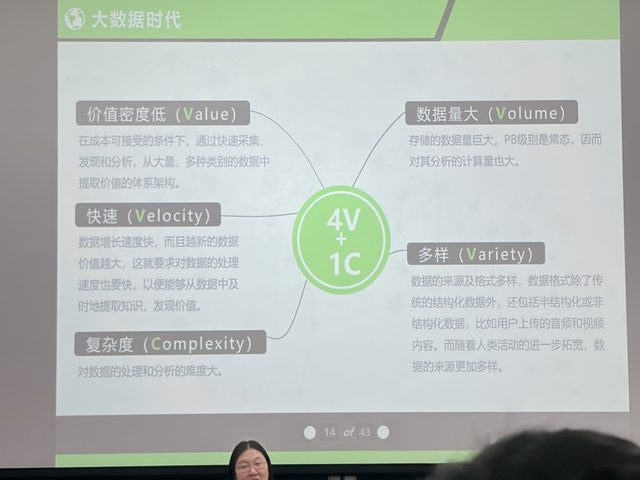 大数据时代
价值密度低（Value）
在成本可接受的条件下，通过快速采集、
发现和分析，从大量、多种类别的数据中
提取价值的体系架构。
快速（Velocity）
数据增长速度快，而且越新的数据
价值越大，这就要求对数据的处理
速度也要快，以便能够从数据中及
时地提取知识，发现价值。
复杂度（Complexity）
对数据的处理和分析的难度大。
4V
+
1C
数据量大（Volume）
存储的数据量巨大，PB级别是常态，因而
对其分析的计算量也大。
多样（Variety）
数据的来源及格式多样，数据格式除了传
统的结构化数据外，还包括半结构化或非
结构化数据，比如用户上传的音频和视频
内容。而随着人类活动的进一步拓宽，数
据的来源更加多样。
14 of 43